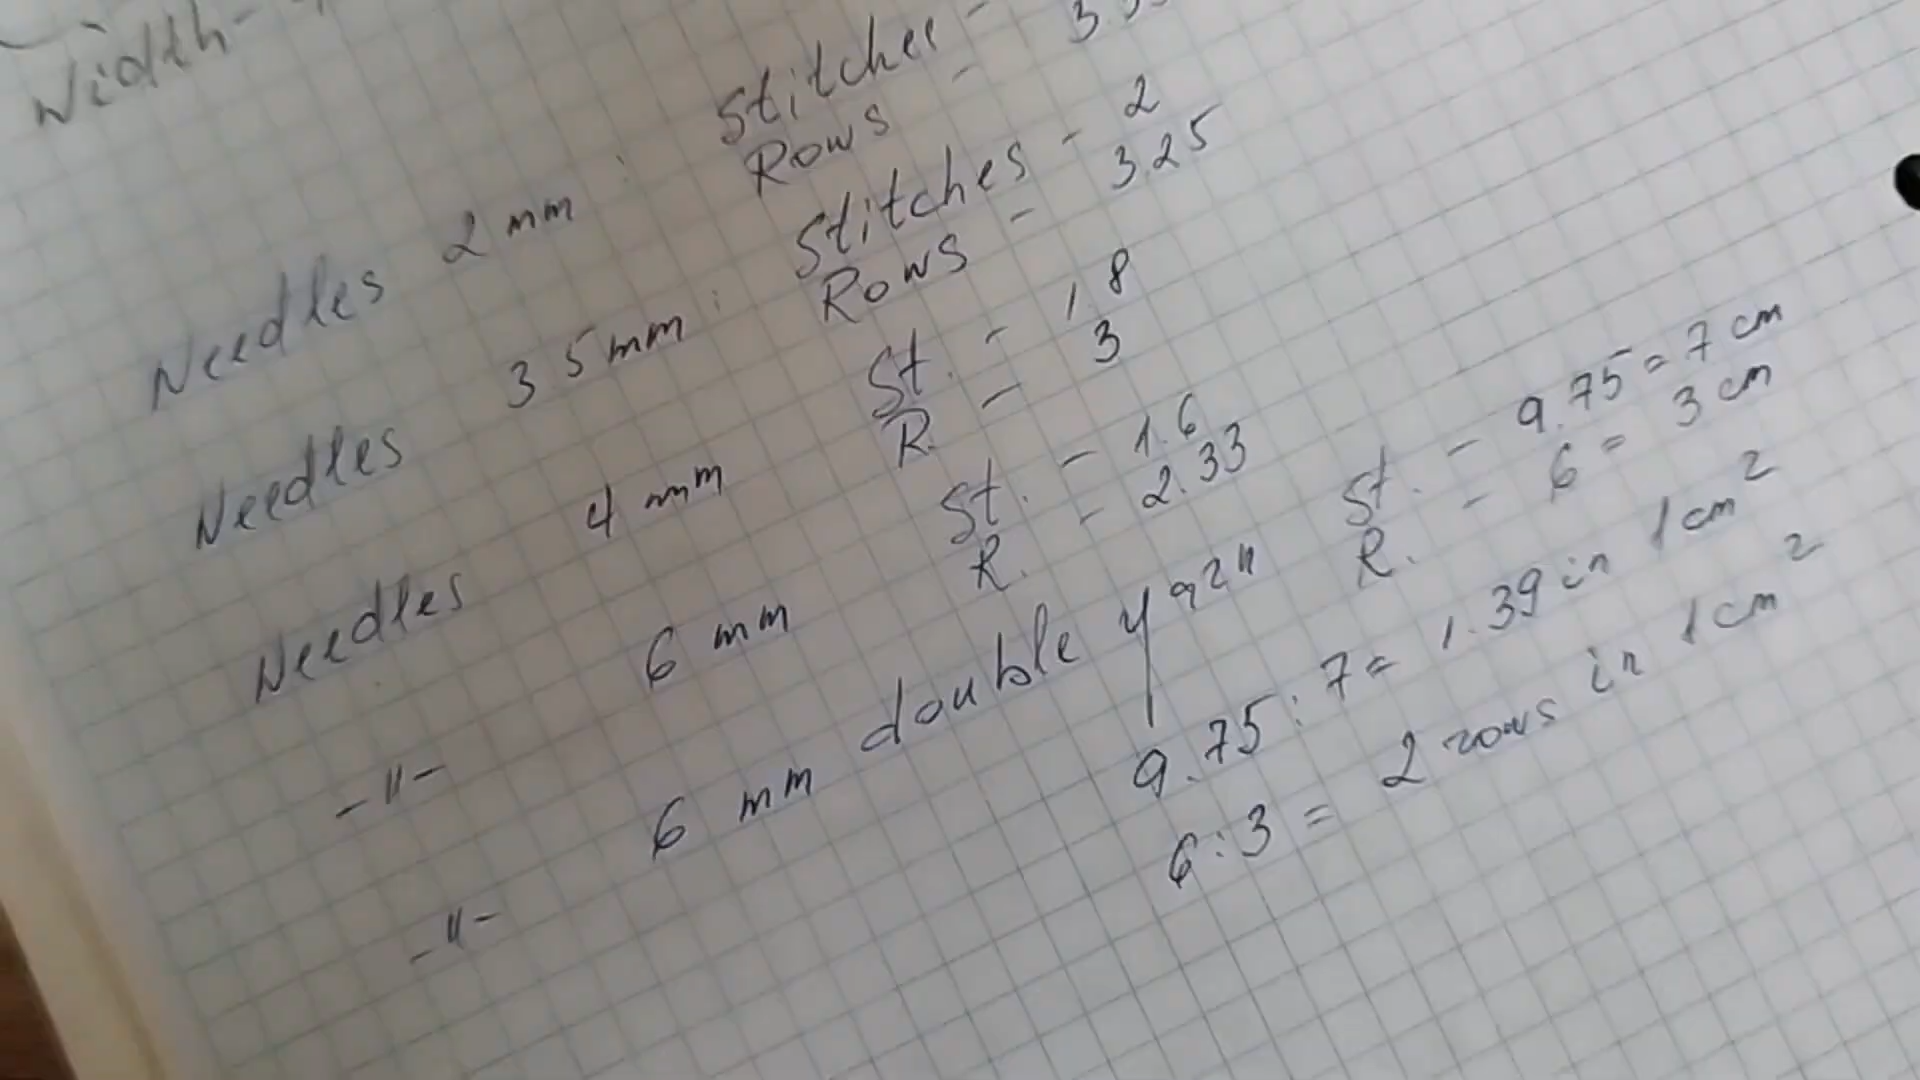 Width-
Needles 2 mm : Stitches -
Rows -
Needles 3 5 mm : Stitches - 2
Rows - 3.25
Needles 4 mm St. - 1 8
R. - 3
-"- 6 mm St. - 1.6
R. - 2.33
-"- 6 mm double yarn St. - 9.75 = 7 cm
R. - 6 = 3 cm
9.75 : 7 = 1.39 in 1 cm²
6 : 3 = 2 rows in 1 cm²